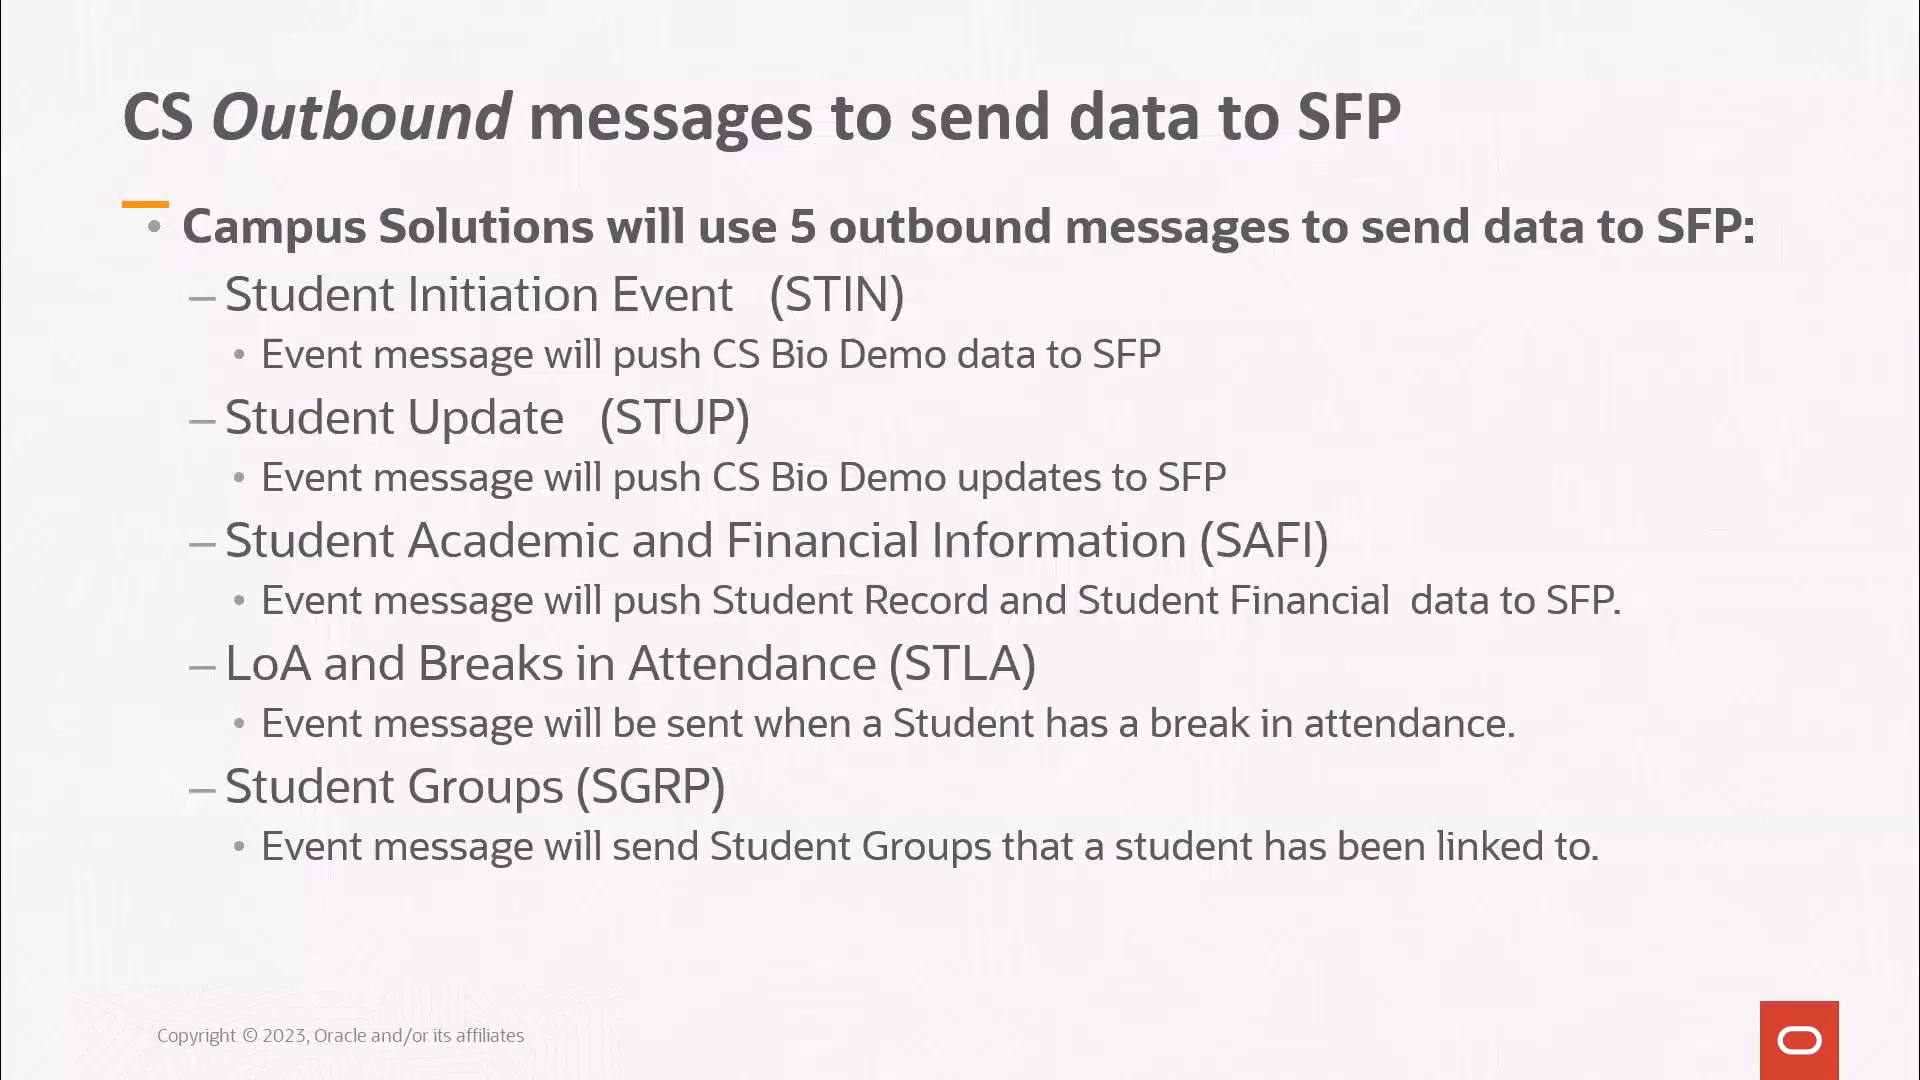 CS Outbound messages to send data to SFP
• Campus Solutions will use 5 outbound messages to send data to SFP:
– Student Initiation Event   (STIN)
• Event message will push CS Bio Demo data to SFP
– Student Update   (STUP)
• Event message will push CS Bio Demo updates to SFP
– Student Academic and Financial Information (SAFI)
• Event message will push Student Record and Student Financial  data to SFP.
– LoA and Breaks in Attendance (STLA)
• Event message will be sent when a Student has a break in attendance.
– Student Groups (SGRP)
• Event message will send Student Groups that a student has been linked to.
Copyright © 2023, Oracle and/or its affiliates